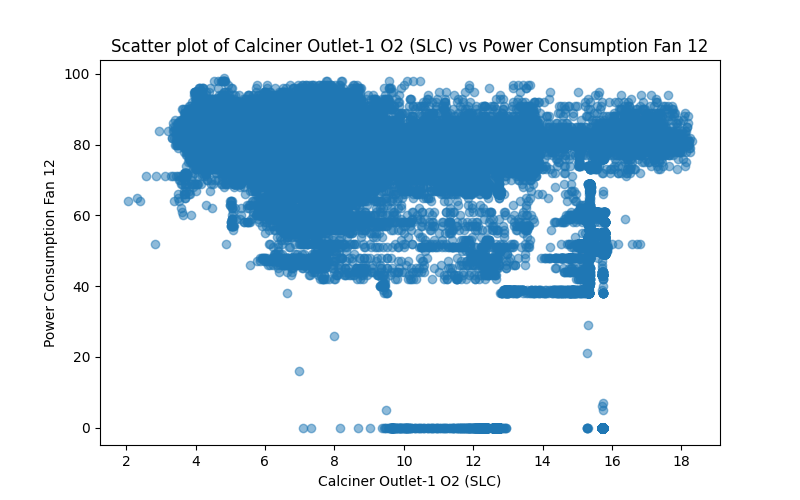 Scatter plot of Calciner Outlet-1 O2 (SLC) vs Power Consumption Fan 12
100
80
60
40
20
0
Power Consumption Fan 12
2 4 6 8 10 12 14 16 18
Calciner Outlet-1 O2 (SLC)